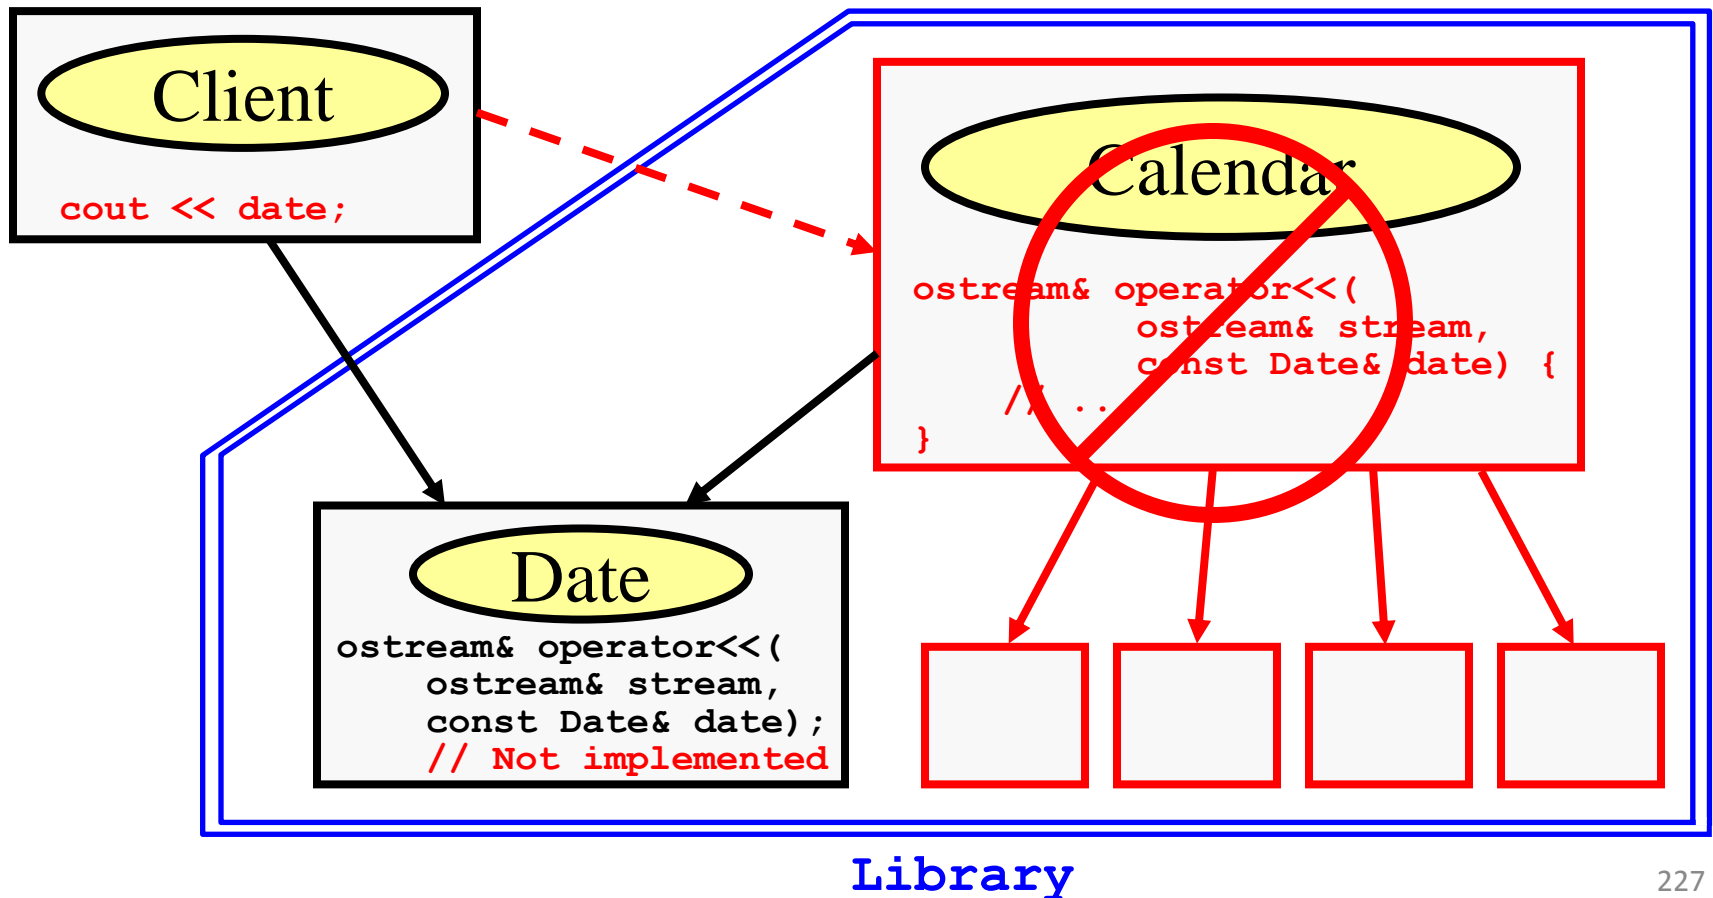 Client
cout << date;
Calendar
ostream& operator<<(
ostream& stream,
const Date& date) {
// ..
}
Date
ostream& operator<<(
ostream& stream,
const Date& date);
// Not implemented
Library
227